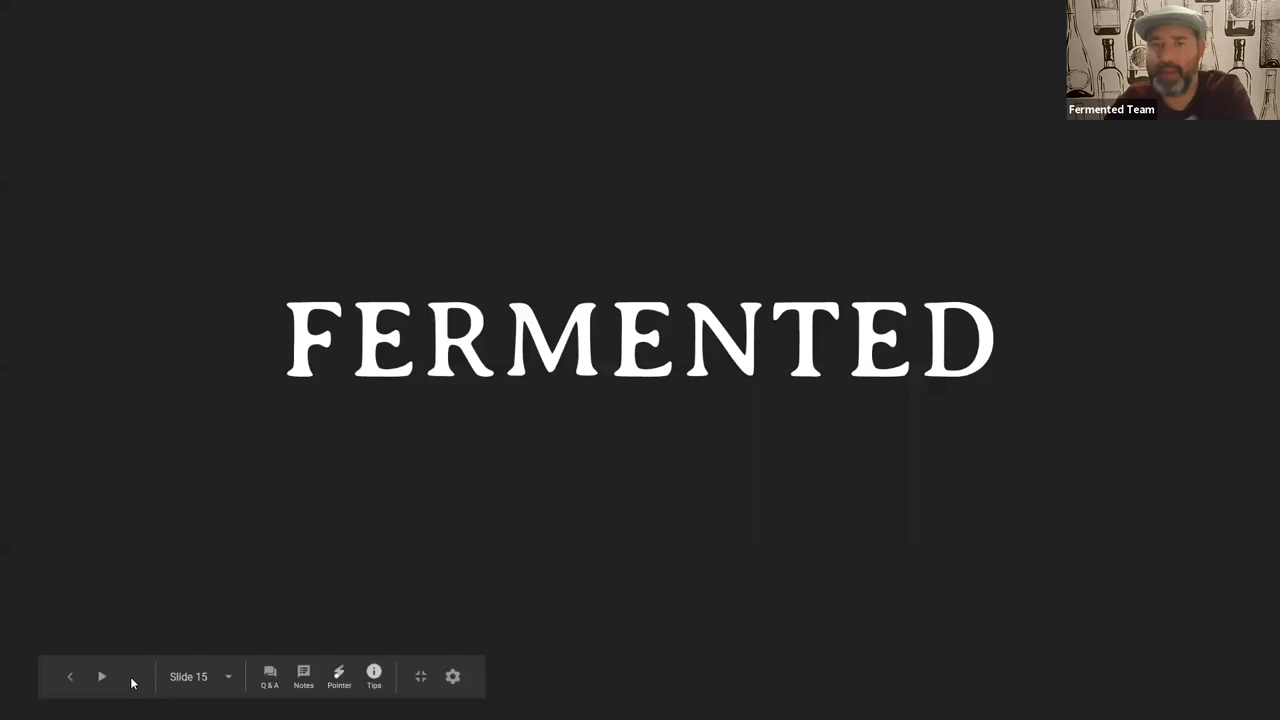 Fermented Team
FERMENTED
Slide 15
Q & A
Notes
Pointer
Tips